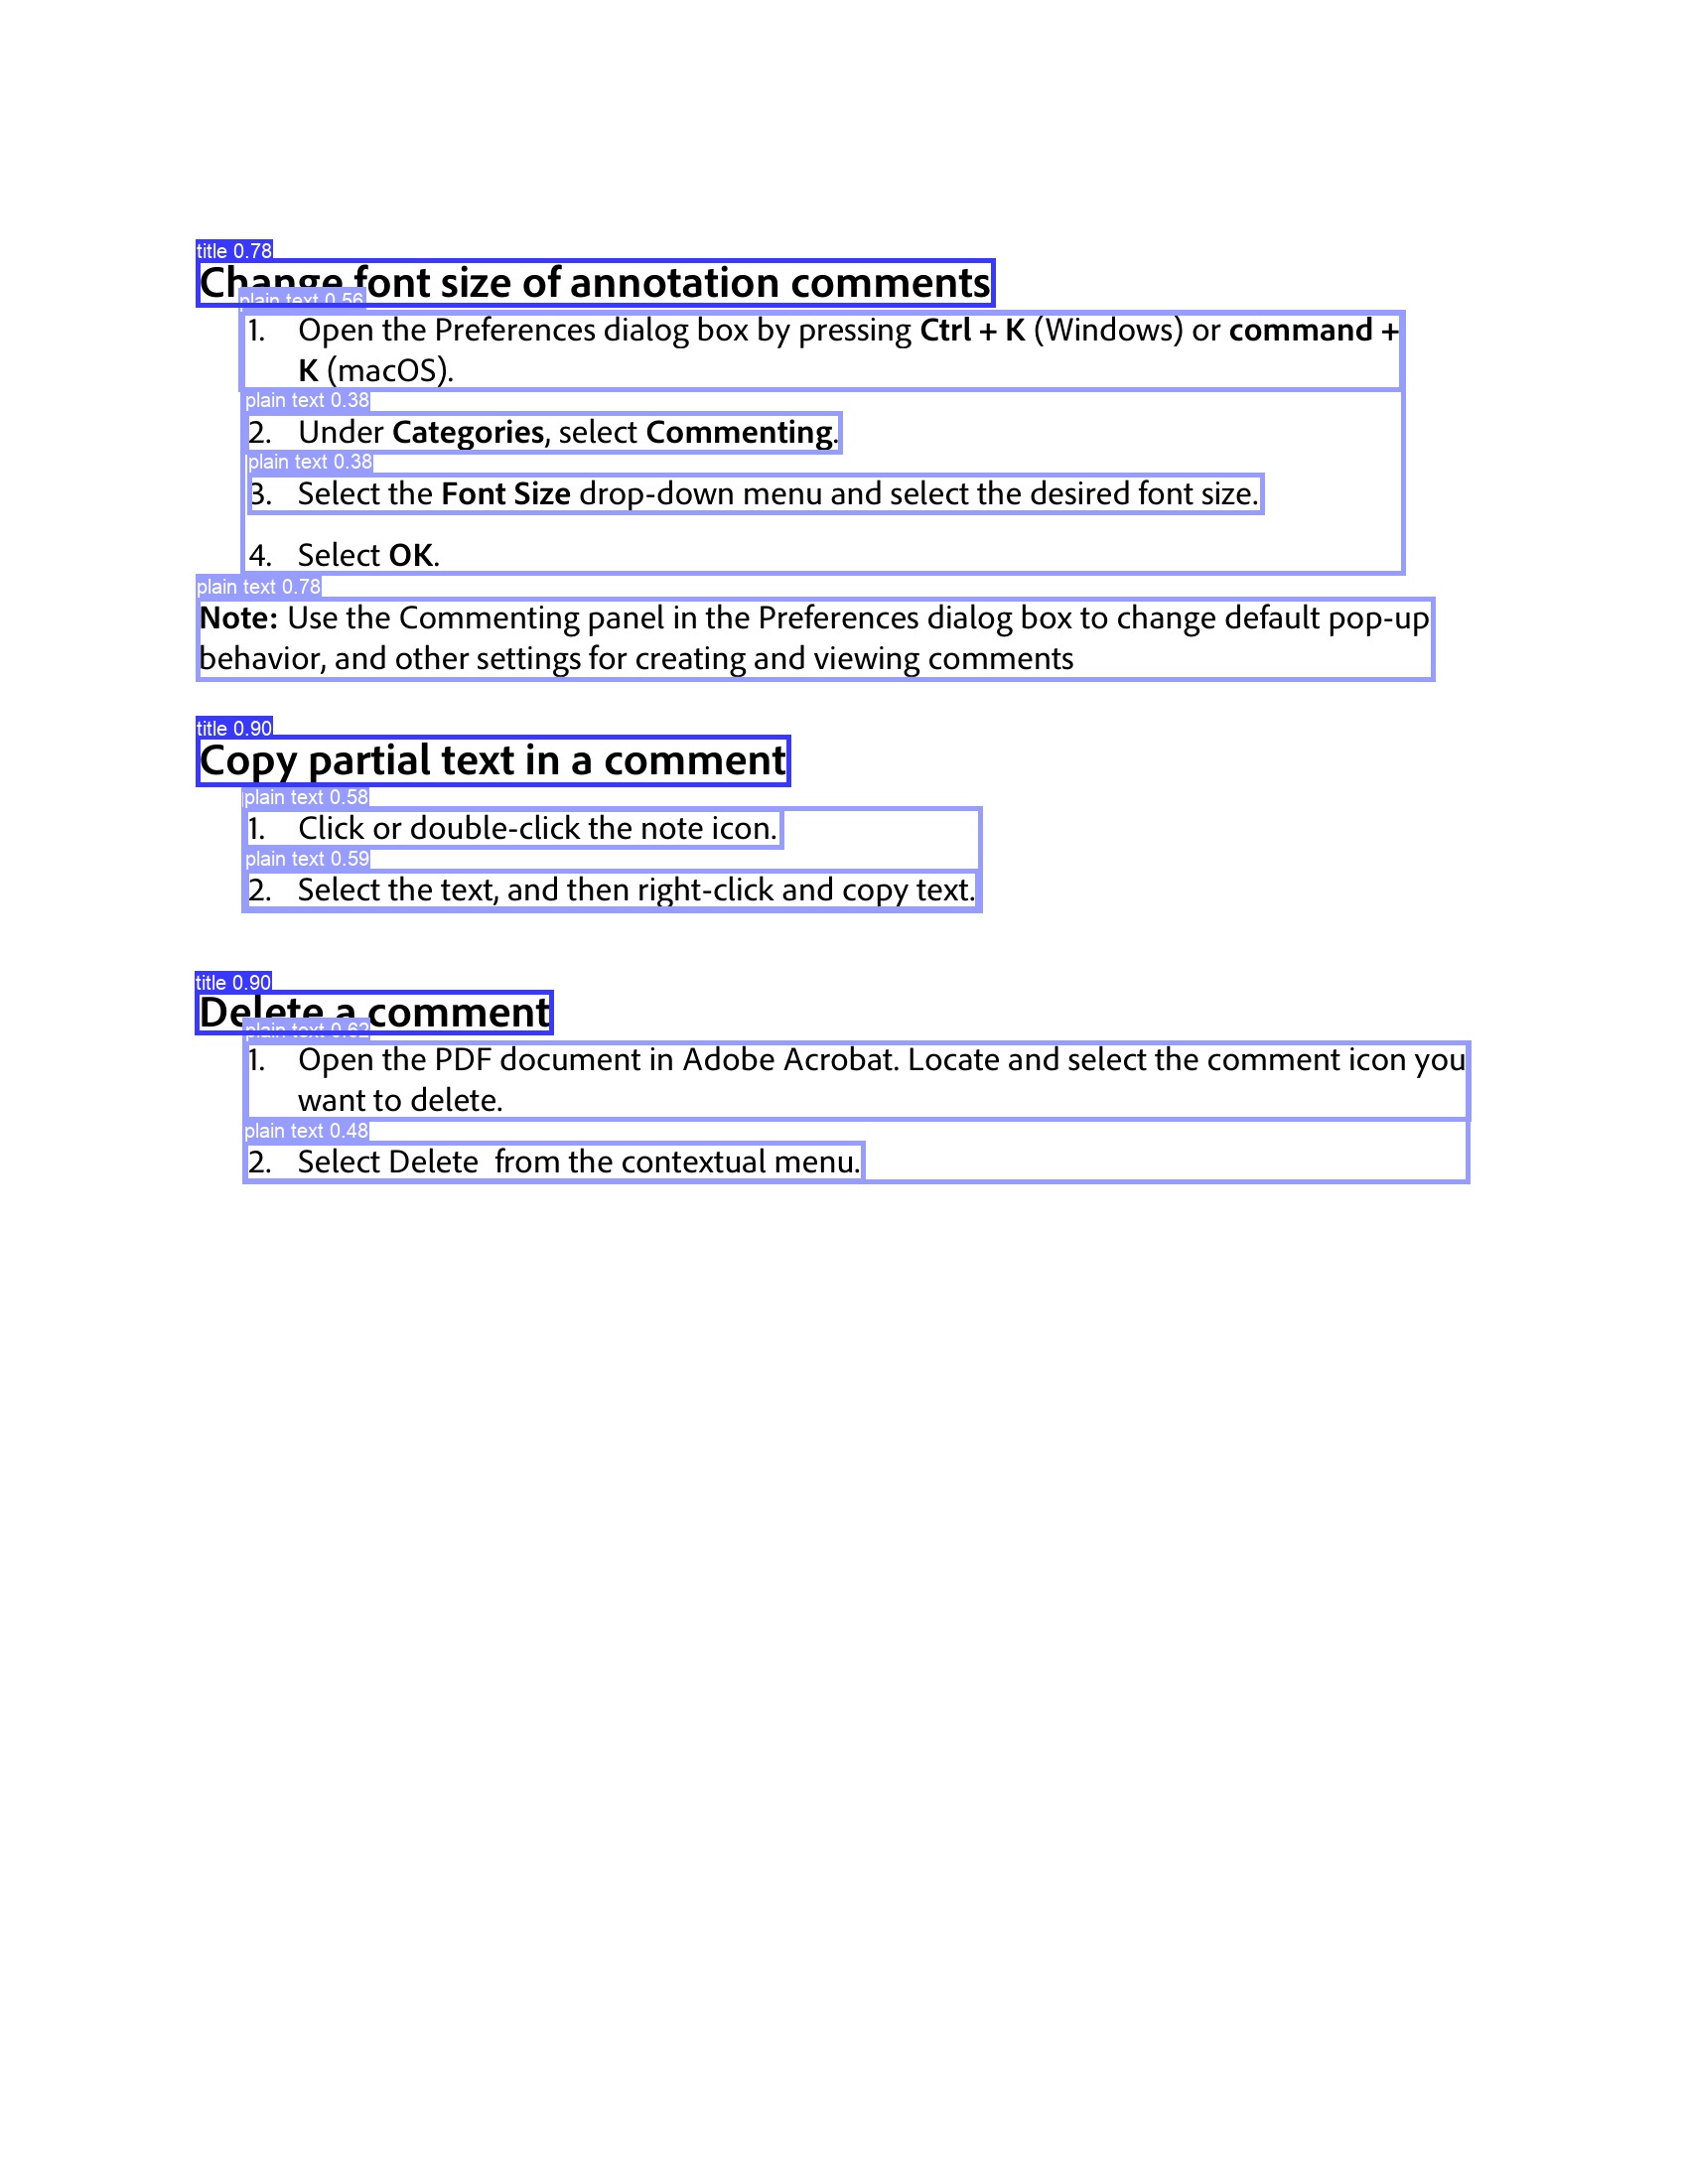 title 0.78
Change font size of annotation comments
plain text 0.56
1. Open the Preferences dialog box by pressing Ctrl + K (Windows) or command +
K (macOS).
plain text 0.38
2. Under Categories, select Commenting.
plain text 0.38
3. Select the Font Size drop-down menu and select the desired font size.
4. Select OK.
plain text 0.78
Note: Use the Commenting panel in the Preferences dialog box to change default pop-up
behavior, and other settings for creating and viewing comments
title 0.90
Copy partial text in a comment
plain text 0.58
1. Click or double-click the note icon.
plain text 0.59
2. Select the text, and then right-click and copy text.
title 0.90
Delete a comment
plain text 0.62
1. Open the PDF document in Adobe Acrobat. Locate and select the comment icon you
want to delete.
plain text 0.48
2. Select Delete  from the contextual menu.